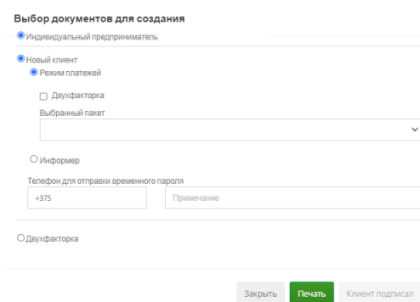 Выбор документов для создания
Индивидуальный предприниматель
Новый клиент
Режим платежей
Двухфакторка
Выбранный пакет
Информер
Телефон для отправки временного пароля
+375 Примечание
Двухфакторка
Закрыть Печать Клиент подписал